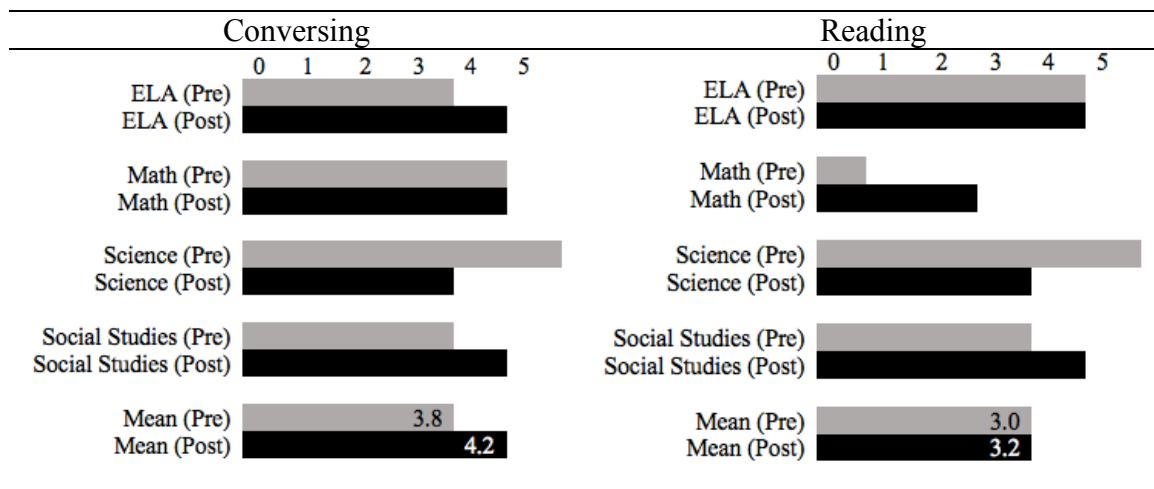 Conversing
0 1 2 3 4 5
ELA (Pre)
ELA (Post)
Math (Pre)
Math (Post)
Science (Pre)
Science (Post)
Social Studies (Pre)
Social Studies (Post)
Mean (Pre) 3.8
Mean (Post) 4.2
Reading
0 1 2 3 4 5
ELA (Pre)
ELA (Post)
Math (Pre)
Math (Post)
Science (Pre)
Science (Post)
Social Studies (Pre)
Social Studies (Post)
Mean (Pre) 3.0
Mean (Post) 3.2